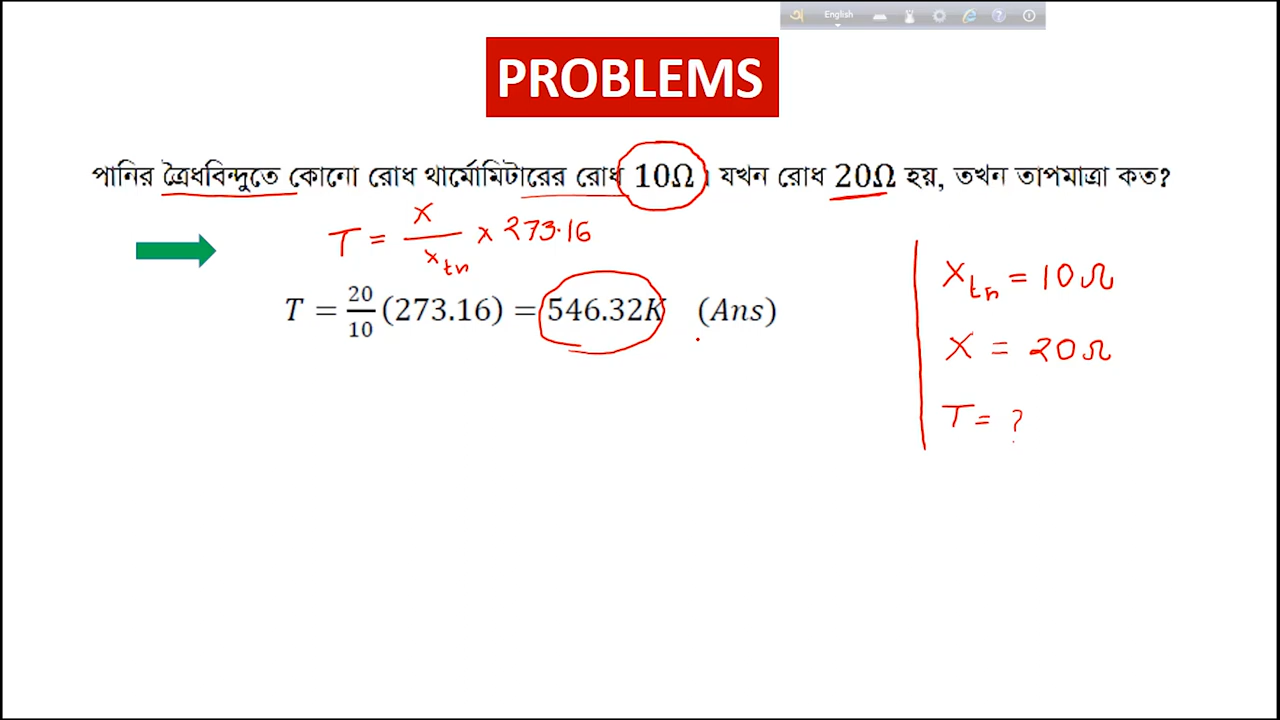 English
PROBLEMS
পানির ত্রৈধবিন্দুতে কোনো রোধ থার্মোমিটারের রোধ 10Ω। যখন রোধ 20Ω হয়, তখন তাপমাত্রা কত?
T = X/Xtr × 273.16
T = 20/10 (273.16) = 546.32K (Ans)
Xtr = 10Ω
X = 20Ω
T = ?